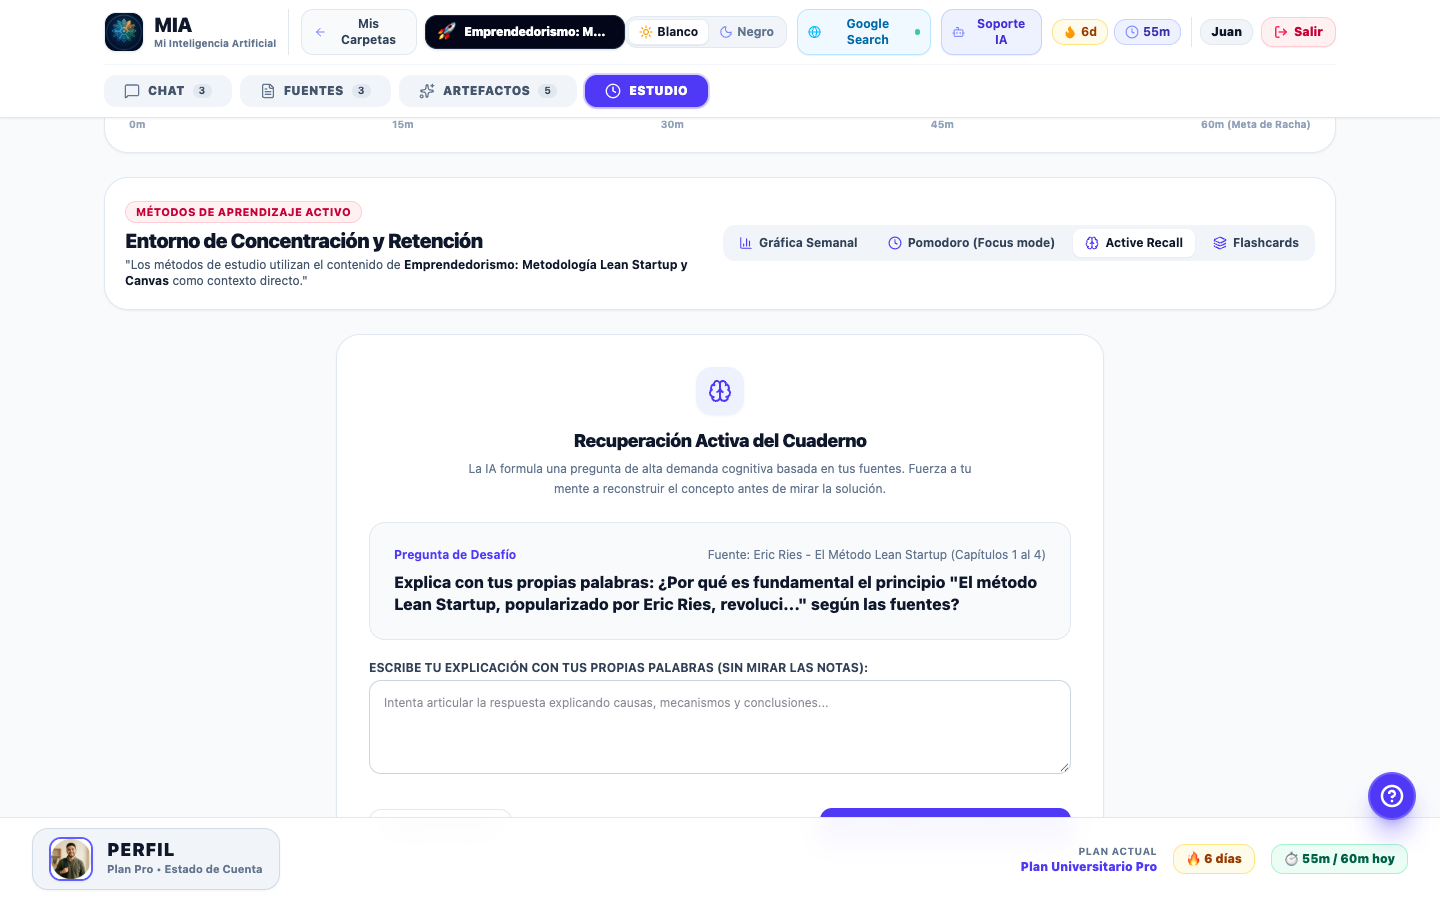 MIA
Mi Inteligencia Artificial
Mis
Carpetas
🚀 Emprendedorismo: M...
Blanco
Negro
Google
Search
Soporte
IA
🔥 6d
55m
Juan
Salir
CHAT 3
FUENTES 3
ARTEFACTOS 5
ESTUDIO
0m 15m 30m 45m 60m (Meta de Racha)
MÉTODOS DE APRENDIZAJE ACTIVO
Entorno de Concentración y Retención
"Los métodos de estudio utilizan el contenido de Emprendedorismo: Metodología Lean Startup y
Canvas como contexto directo."
Gráfica Semanal
Pomodoro (Focus mode)
Active Recall
Flashcards
Recuperación Activa del Cuaderno
La IA formula una pregunta de alta demanda cognitiva basada en tus fuentes. Fuerza a tu
mente a reconstruir el concepto antes de mirar la solución.
Pregunta de Desafío
Fuente: Eric Ries - El Método Lean Startup (Capítulos 1 al 4)
Explica con tus propias palabras: ¿Por qué es fundamental el principio "El método
Lean Startup, popularizado por Eric Ries, revoluci..." según las fuentes?
ESCRIBE TU EXPLICACIÓN CON TUS PROPIAS PALABRAS (SIN MIRAR LAS NOTAS):
Intenta articular la respuesta explicando causas, mecanismos y conclusiones...
PERFIL
Plan Pro • Estado de Cuenta
PLAN ACTUAL
Plan Universitario Pro
🔥 6 días
⏱️ 55m / 60m hoy